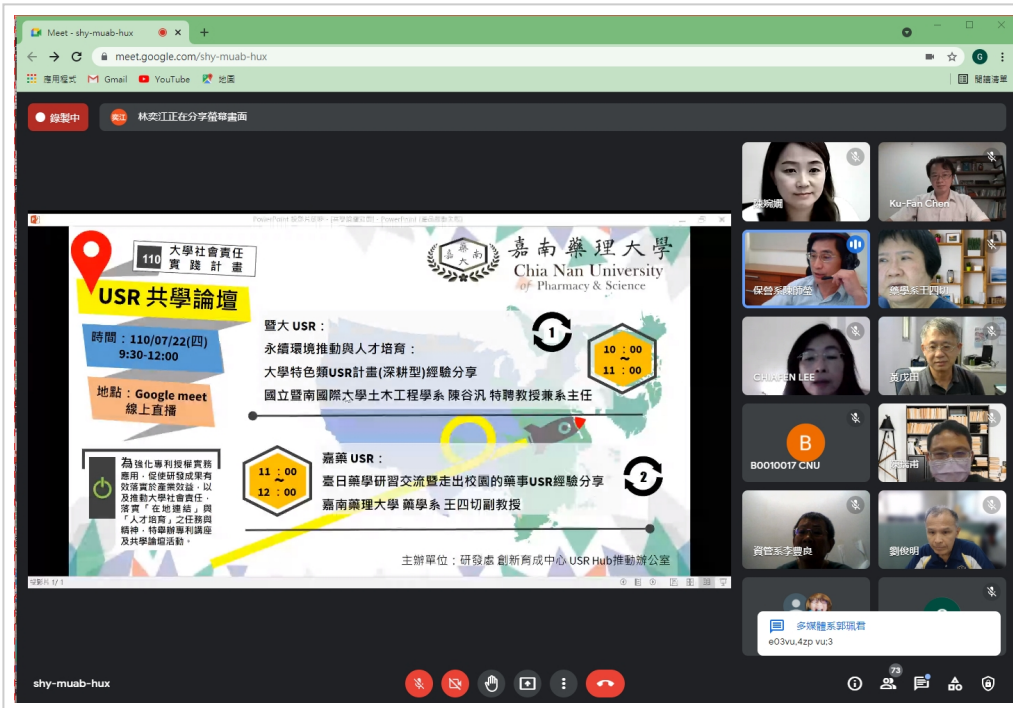 Meet - shy-muab-hux
meet.google.com/shy-muab-hux
G
應用程式 Gmail YouTube 地圖
閱讀清單
錄製中
奕江 林奕江正在分享螢幕畫面
110 大學社會責任
實踐計畫
USR 共學論壇
時間：110/07/22(四)
9:30-12:00
地點：Google meet
線上直播
為強化專利授權實務
應用，促使研發成果有
效落實於產業效益，以
及推動大學社會責任，
落實「在地連結」與
「人才培育」之任務與
精神，特舉辦專利講座
及共學論壇活動。
嘉南藥理大學
Chia Nan University
of Pharmacy & Science
暨大 USR：
永續環境推動與人才培育：
大學特色類USR計畫(深耕型)經驗分享
國立暨南國際大學土木工程學系 陳谷汎 特聘教授兼系主任
1
10：00
~
11：00
11：00
~
12：00
嘉藥 USR：
臺日藥學研習交流暨走出校園的藥事USR經驗分享
嘉南藥理大學 藥學系 王四切副教授
2
主辦單位：研發處 創新育成中心 USR Hub推動辦公室
投影片 1/1
Ku-Fan Chen
保營系陳師瑩
藥學系王四切
CHIAFEN LEE
黃戊田
B
B0010017 CNU
資管系李豊良
劉俊明
多媒體系郭珮君
e03vu,4zp vu;3
shy-muab-hux
73